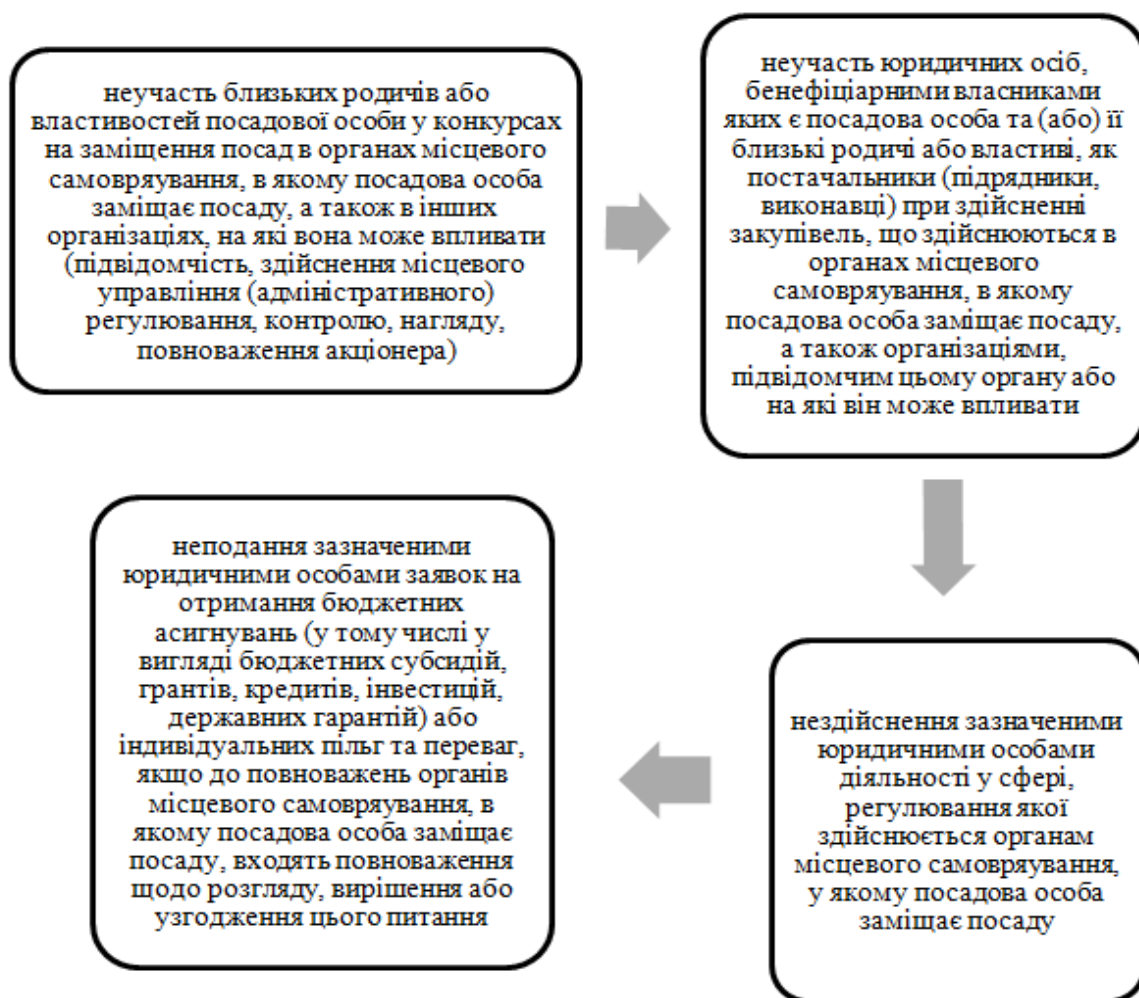 неучасть близьких родичів або
властивостей посадової особи у конкурсах
на заміщення посад в органах місцевого
самовряування, в якому посадова особа
заміщає посаду, а також в інших
організаціях, на які вона може впливати
(підвідомчість, здійснення місцевого
управління (адміністративного)
регулювання, контролю, нагляду,
повноваження акціонера)
неучасть юридичних осіб,
бенефіціарними власниками
яких є посадова особа та (або) її
близькі родичі або властиві, як
постачальники (підрядники,
виконавці) при здійсненні
закупівель, що здійснюються в
органах місцевого
самовряування, в якому
посадова особа заміщає посаду,
а також організаціями,
підвідомчим цьому органу або
на які він може впливати
нездійснення зазначеними
юридичними особами
діяльності у сфері,
регулювання якої
здійснюється органам
місцевого самовряування,
у якому посадова особа
заміщає посаду
неподання зазначеними
юридичними особами заявок на
отримання бюджетних
асигнувань (у тому числі у
вигляді бюджетних субсидій,
грантів, кредитів, інвестицій,
державних гарантій) або
індивідуальних пільг та переваг,
якщо до повноважень органів
місцевого самовряування, в
якому посадова особа заміщає
посаду, входять повноваження
щодо розгляду, вирішення або
узгодження цього питання